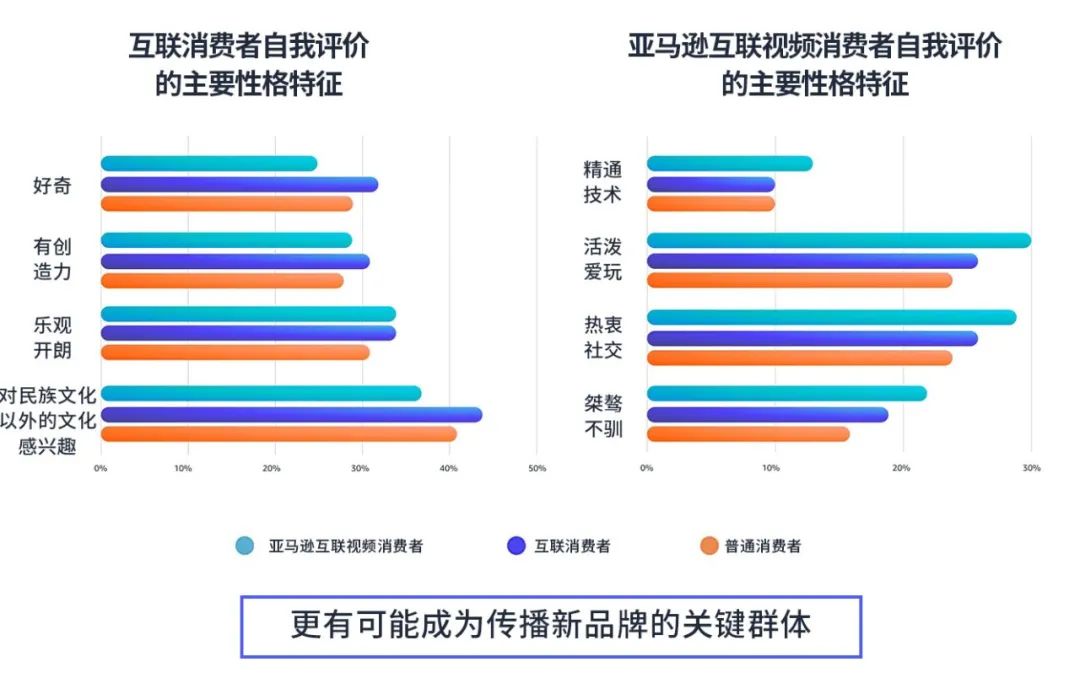 互联消费者自我评价
的主要性格特征
好奇
有创
造力
乐观
开朗
对民族文化
以外的文化
感兴趣
0%
10%
20%
30%
40%
50%
亚马逊互联视频消费者自我评价
的主要性格特征
精通
技术
活泼
爱玩
热衷
社交
桀骜
不驯
0%
10%
20%
30%
亚马逊互联视频消费者
互联消费者
普通消费者
更有可能成为传播新品牌的关键群体